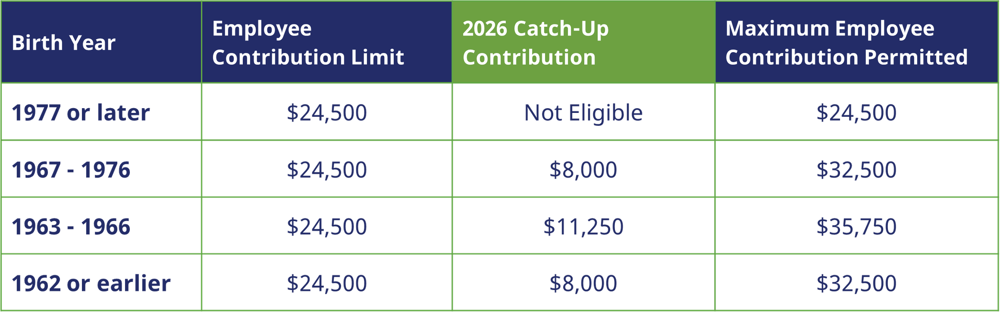 Birth Year
Employee
Contribution Limit
2026 Catch-Up
Contribution
Maximum Employee
Contribution Permitted
1977 or later
$24,500
Not Eligible
$24,500
1967 - 1976
$24,500
$8,000
$32,500
1963 - 1966
$24,500
$11,250
$35,750
1962 or earlier
$24,500
$8,000
$32,500